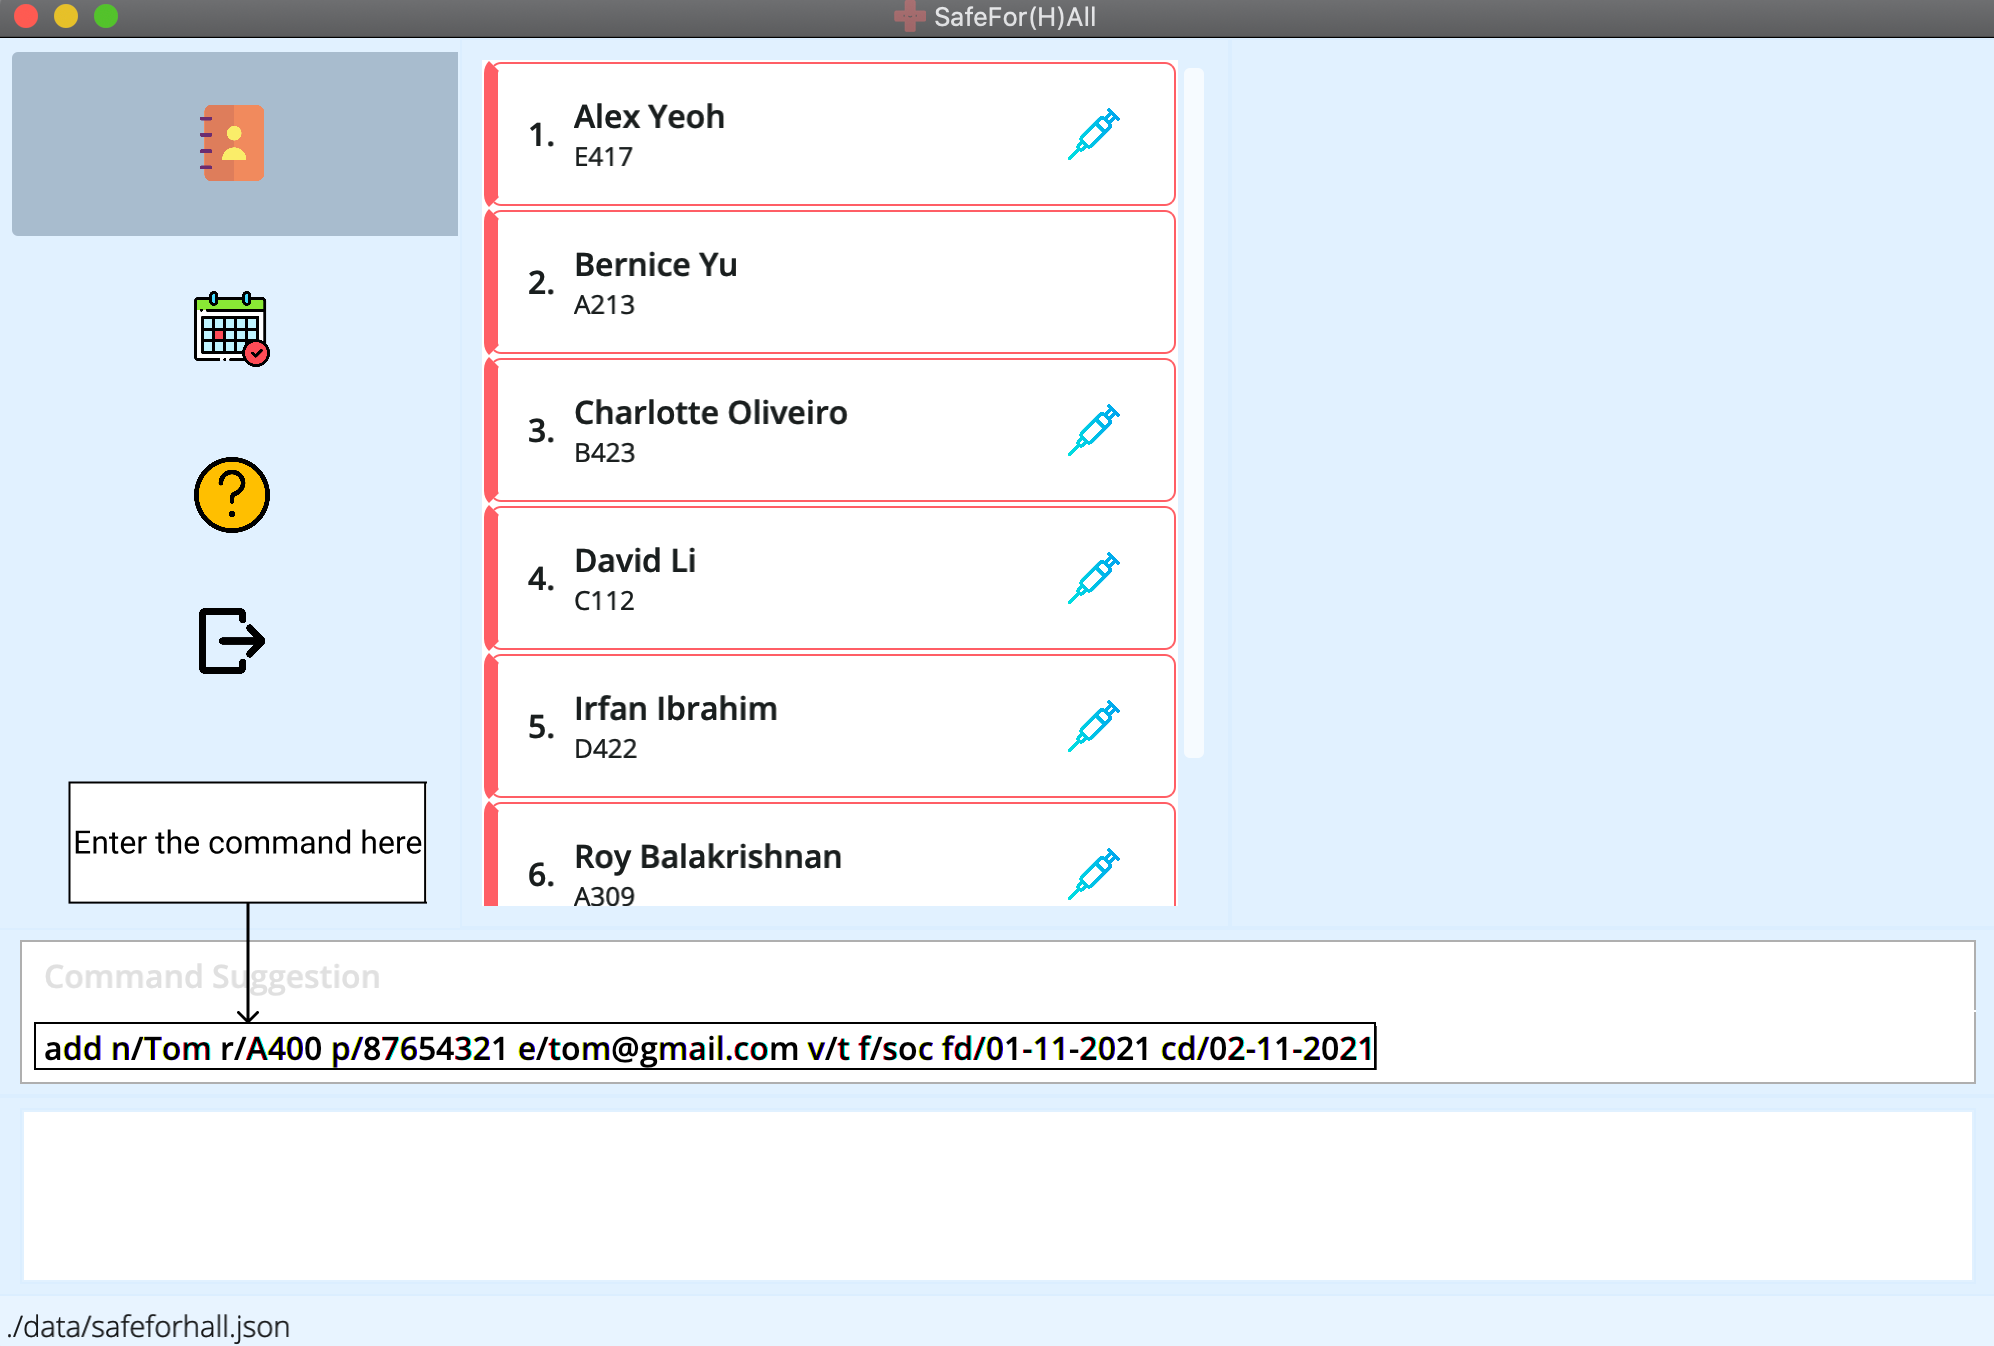 SafeFor(H)All
1. Alex Yeoh
E417
2. Bernice Yu
A213
3. Charlotte Oliveiro
B423
4. David Li
C112
5. Irfan Ibrahim
D422
6. Roy Balakrishnan
A309
Enter the command here
Command Suggestion
add n/Tom r/A400 p/87654321 e/tom@gmail.com v/t f/soc fd/01-11-2021 cd/02-11-2021
./data/safeforhall.json